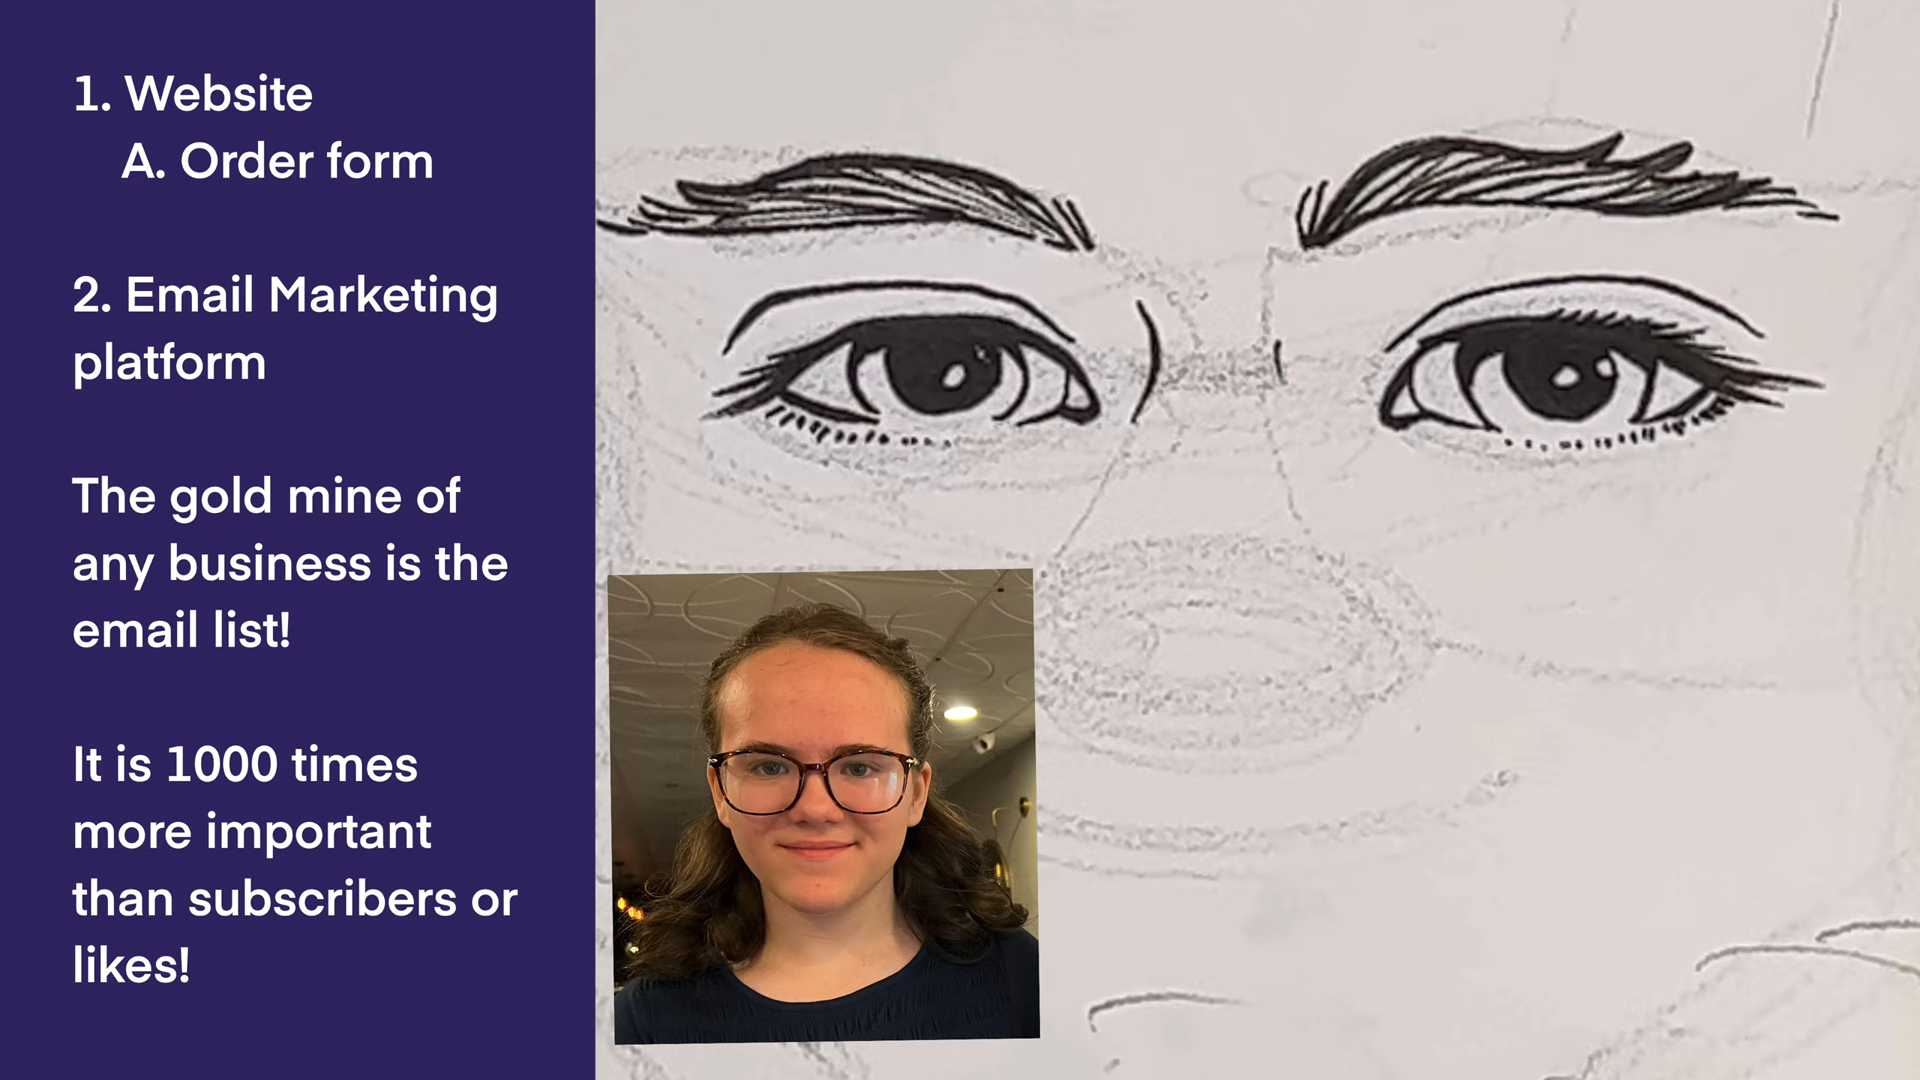 1. Website
A. Order form
2. Email Marketing
platform
The gold mine of
any business is the
email list!
It is 1000 times
more important
than subscribers or
likes!